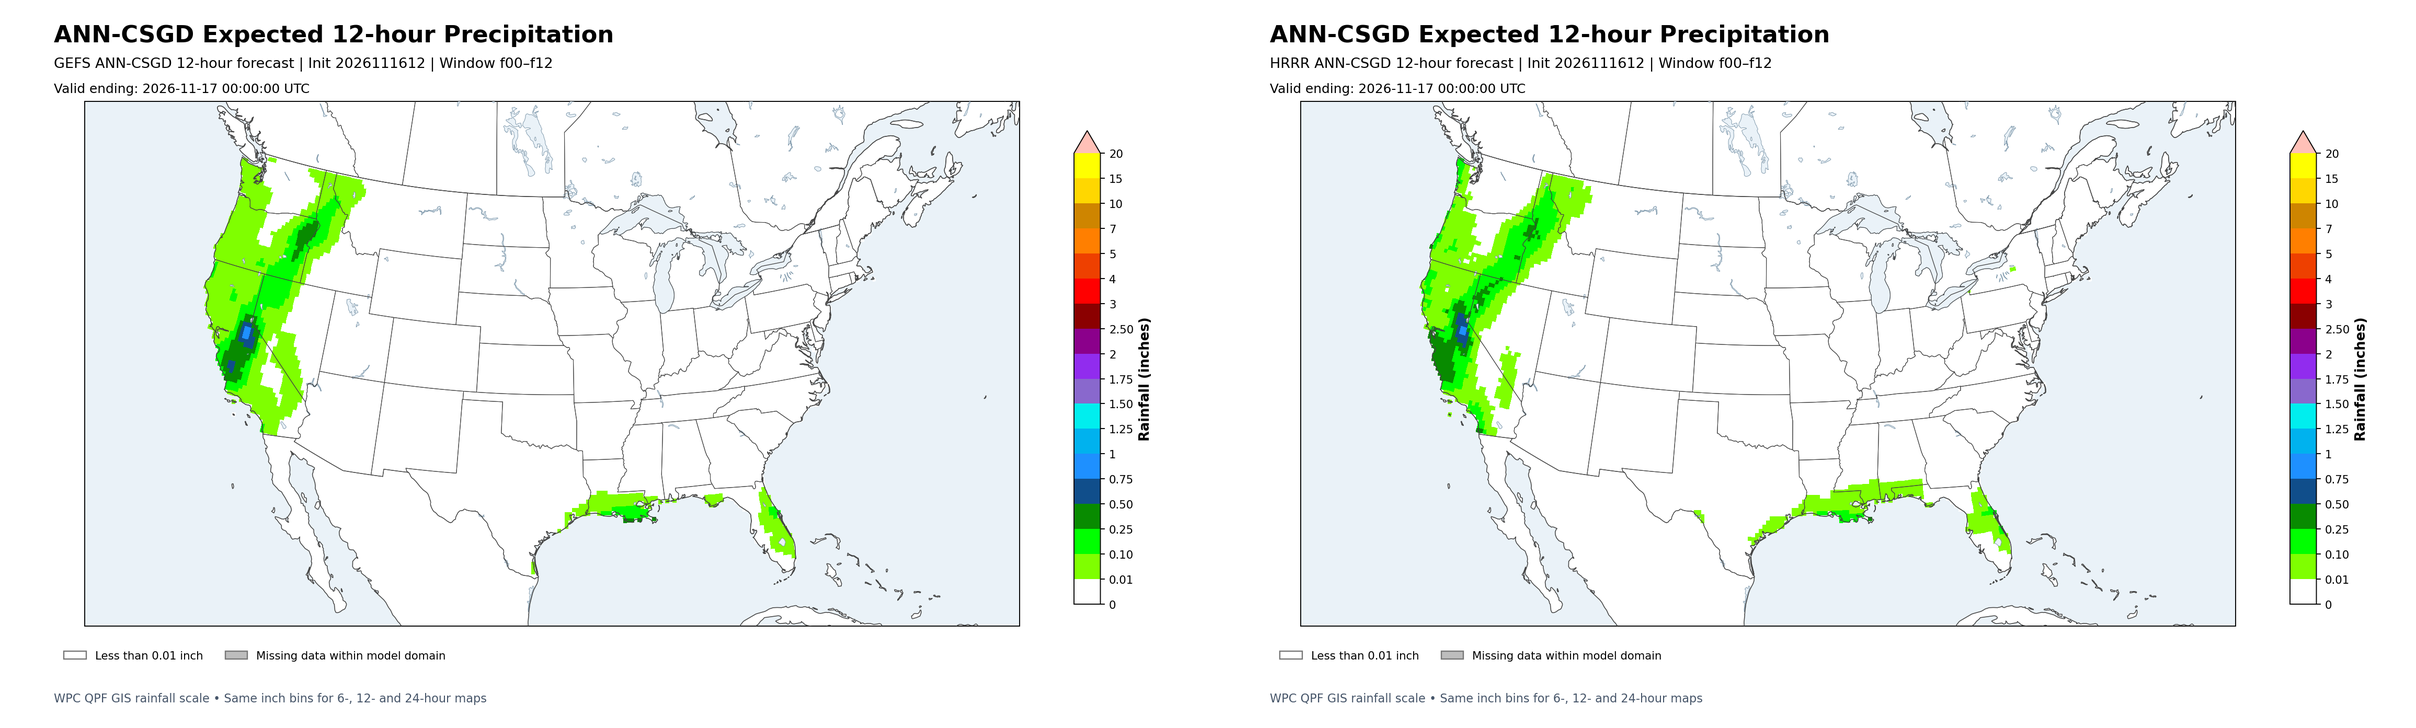 ANN-CSGD Expected 12-hour Precipitation
GEFS ANN-CSGD 12-hour forecast | Init 2026111612 | Window f00–f12
Valid ending: 2026-11-17 00:00:00 UTC
20
15
10
7
5
4
3
2.50
2
1.75
1.50
1.25
1
0.75
0.50
0.25
0.10
0.01
0
Rainfall (inches)
Less than 0.01 inch
Missing data within model domain
WPC QPF GIS rainfall scale • Same inch bins for 6-, 12- and 24-hour maps
ANN-CSGD Expected 12-hour Precipitation
HRRR ANN-CSGD 12-hour forecast | Init 2026111612 | Window f00–f12
Valid ending: 2026-11-17 00:00:00 UTC
20
15
10
7
5
4
3
2.50
2
1.75
1.50
1.25
1
0.75
0.50
0.25
0.10
0.01
0
Rainfall (inches)
Less than 0.01 inch
Missing data within model domain
WPC QPF GIS rainfall scale • Same inch bins for 6-, 12- and 24-hour maps